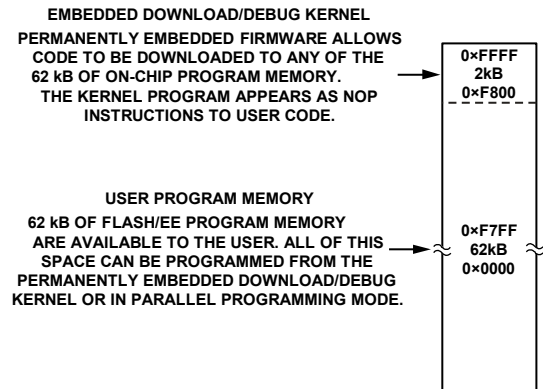 EMBEDDED DOWNLOAD/DEBUG KERNEL
PERMANENTLY EMBEDDED FIRMWARE ALLOWS
CODE TO BE DOWNLOADED TO ANY OF THE
62 kB OF ON-CHIP PROGRAM MEMORY.
THE KERNEL PROGRAM APPEARS AS NOP
INSTRUCTIONS TO USER CODE.
0×FFFF
2kB
0×F800
USER PROGRAM MEMORY
62 kB OF FLASH/EE PROGRAM MEMORY
ARE AVAILABLE TO THE USER. ALL OF THIS
SPACE CAN BE PROGRAMMED FROM THE
PERMANENTLY EMBEDDED DOWNLOAD/DEBUG
KERNEL OR IN PARALLEL PROGRAMMING MODE.
0×F7FF
62kB
0×0000